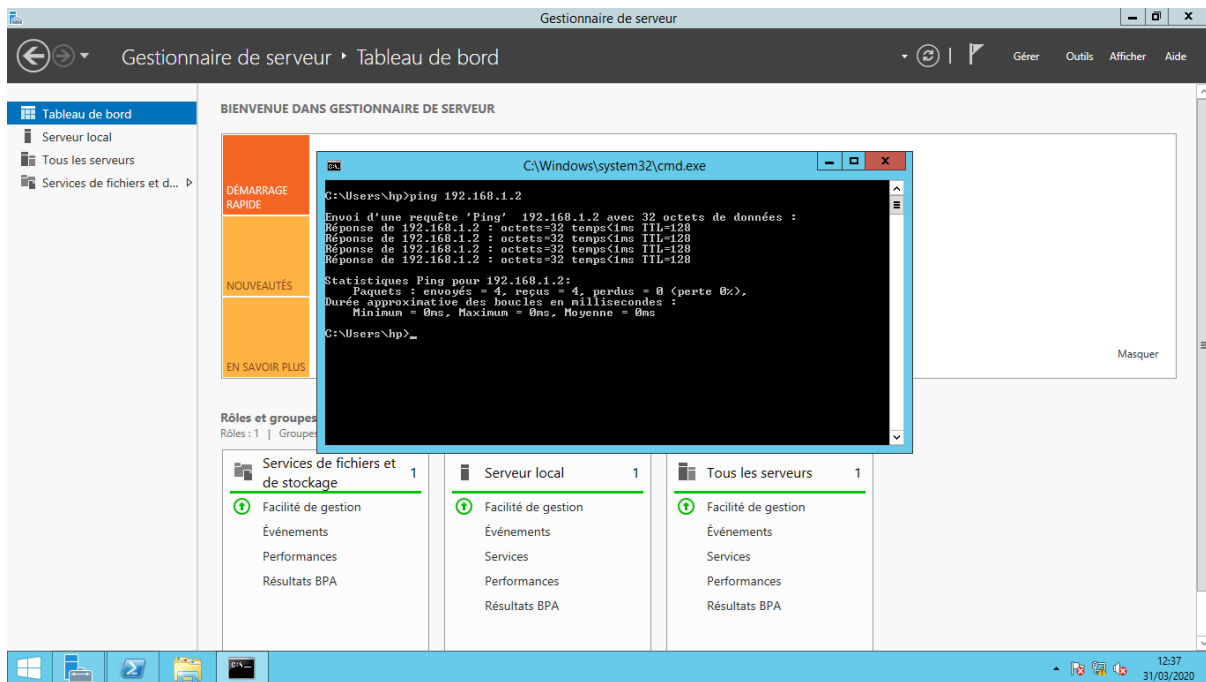 Gestionnaire de serveur
Gestionnaire de serveur • Tableau de bord
Gérer Outils Afficher Aide
Tableau de bord
Serveur local
Tous les serveurs
Services de fichiers et d...
BIENVENUE DANS GESTIONNAIRE DE SERVEUR
DÉMARRAGE
RAPIDE
NOUVEAUTÉS
EN SAVOIR PLUS
Masquer
C:\Windows\system32\cmd.exe
C:\Users\hp>ping 192.168.1.2
Envoi d'une requête 'Ping'  192.168.1.2 avec 32 octets de données :
Réponse de 192.168.1.2 : octets=32 temps<1ms TTL=128
Réponse de 192.168.1.2 : octets=32 temps<1ms TTL=128
Réponse de 192.168.1.2 : octets=32 temps<1ms TTL=128
Réponse de 192.168.1.2 : octets=32 temps<1ms TTL=128
Statistiques Ping pour 192.168.1.2:
Paquets : envoyés = 4, reçus = 4, perdus = 0 (perte 0%),
Durée approximative des boucles en millisecondes :
Minimum = 0ms, Maximum = 0ms, Moyenne = 0ms
C:\Users\hp>_
Rôles et groupes
Rôles : 1 | Groupes
Services de fichiers et
de stockage
1
Facilité de gestion
Événements
Performances
Résultats BPA
Serveur local 1
Facilité de gestion
Événements
Services
Performances
Résultats BPA
Tous les serveurs 1
Facilité de gestion
Événements
Services
Performances
Résultats BPA
12:37
31/03/2020